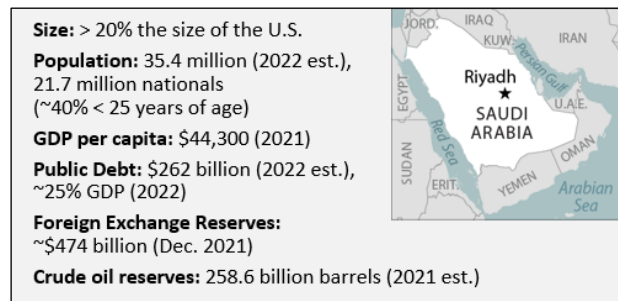 Size: > 20% the size of the U.S.
Population: 35.4 million (2022 est.),
21.7 million nationals
(~40% < 25 years of age)
GDP per capita: $44,300 (2021)
Public Debt: $262 billion (2022 est.),
~25% GDP (2022)
Foreign Exchange Reserves:
~$474 billion (Dec. 2021)
Crude oil reserves: 258.6 billion barrels (2021 est.)
JORD.
IRAQ
KUW.
IRAN
Persian Gulf
Riyadh
EGYPT
SAUDI
ARABIA
U.A.E.
Red Sea
OMAN
SUDAN
ERIT.
YEMEN
Arabian
Sea